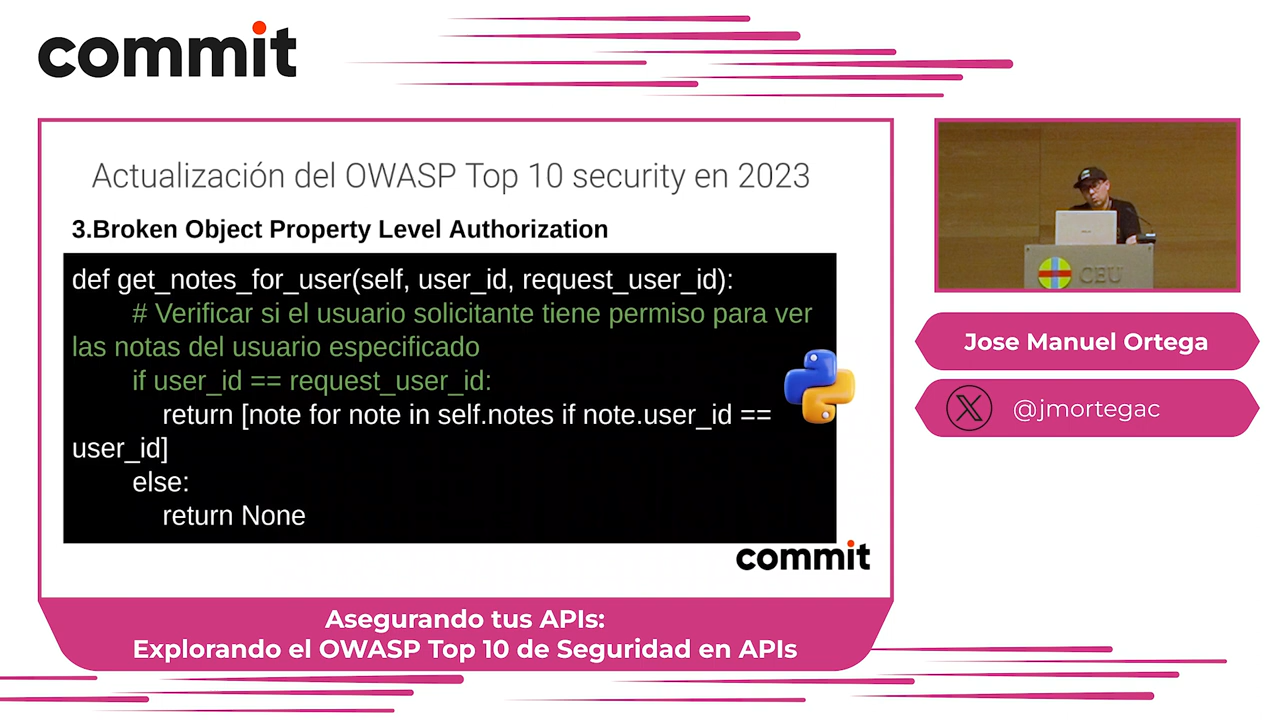 commit
Actualización del OWASP Top 10 security en 2023
3.Broken Object Property Level Authorization
def get_notes_for_user(self, user_id, request_user_id):
# Verificar si el usuario solicitante tiene permiso para ver
las notas del usuario especificado
if user_id == request_user_id:
return [note for note in self.notes if note.user_id ==
user_id]
else:
return None
commit
Asegurando tus APIs:
Explorando el OWASP Top 10 de Seguridad en APIs
CEU
Jose Manuel Ortega
@jmortegac